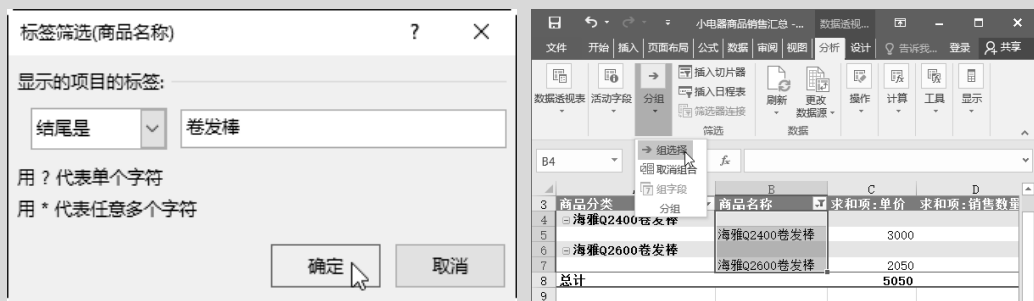 标签筛选(商品名称)
?
显示的项目的标签:
结尾是
卷发棒
用 ? 代表单个字符
用 * 代表任意多个字符
确定
取消
小电器商品销售汇总 -...
数据透视...
文件
开始
插入
页面布局
公式
数据
审阅
视图
分析
设计
告诉我...
登录
共享
数据透视表
活动字段
分组
插入切片器
插入日程表
筛选器连接
筛选
刷新
更改
数据源
数据
操作
计算
工具
显示
组选择
取消组合
组字段
分组
B4
fx
B
C
D
3
商品分类
商品名称
求和项:单价
求和项:销售数量
4
海雅Q2400卷发棒
5
海雅Q2400卷发棒
3000
6
海雅Q2600卷发棒
7
海雅Q2600卷发棒
2050
8
总计
5050
9